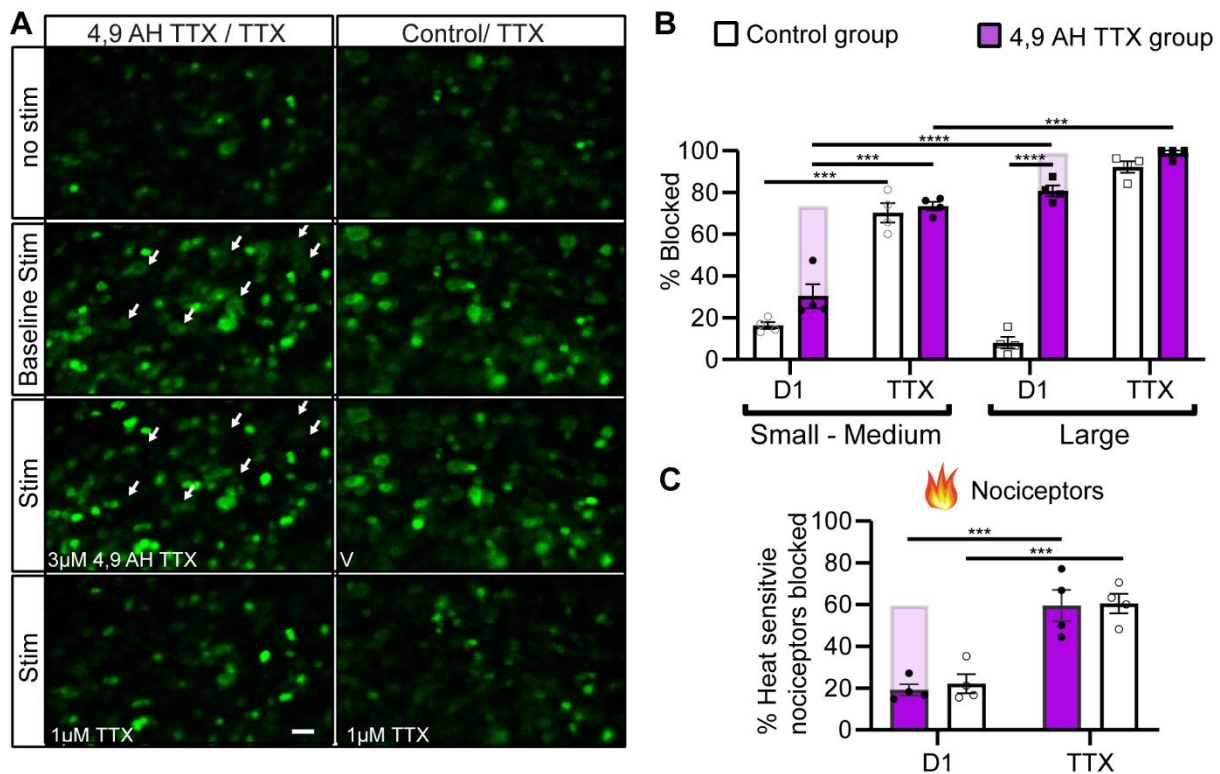 A
4,9 AH TTX / TTX
Control/ TTX
no stim
Baseline Stim
Stim
3µM 4,9 AH TTX
V
Stim
1µM TTX
1µM TTX
B
Control group
4,9 AH TTX group
% Blocked
100
80
60
40
20
0
***
****
***
***
****
***
D1
TTX
D1
TTX
Small - Medium
Large
C
Nociceptors
% Heat sensitvie
nociceptors blocked
100
80
60
40
20
0
***
***
D1
TTX